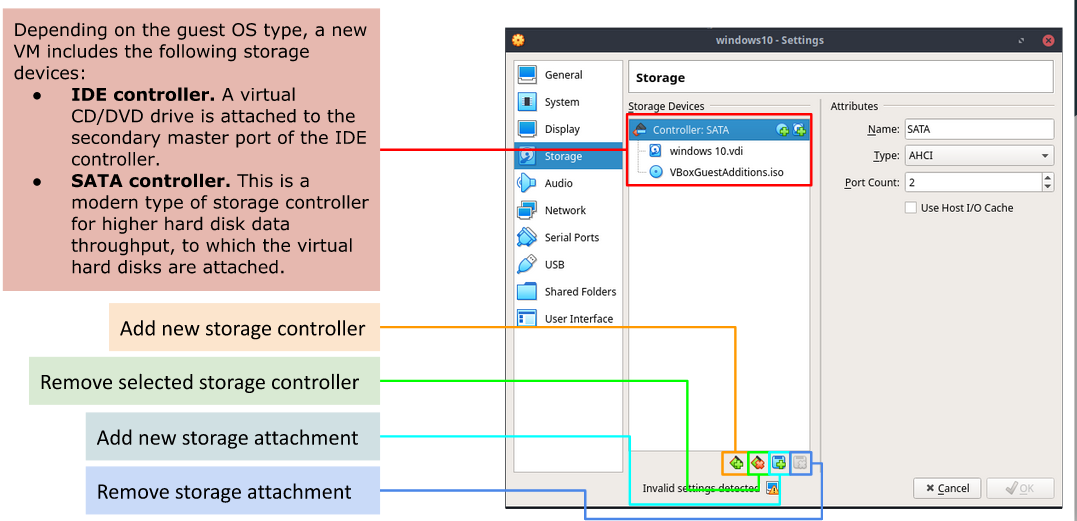 Depending on the guest OS type, a new
VM includes the following storage
devices:
● IDE controller. A virtual
CD/DVD drive is attached to the
secondary master port of the IDE
controller.
● SATA controller. This is a
modern type of storage controller
for higher hard disk data
throughput, to which the virtual
hard disks are attached.
Add new storage controller
Remove selected storage controller
Add new storage attachment
Remove storage attachment
windows10 - Settings
General
System
Display
Storage
Audio
Network
Serial Ports
USB
Shared Folders
User Interface
Storage
Storage Devices
Controller: SATA
windows 10.vdi
VBoxGuestAdditions.iso
Attributes
Name: SATA
Type: AHCI
Port Count: 2
Use Host I/O Cache
Invalid settings detected
Cancel
OK